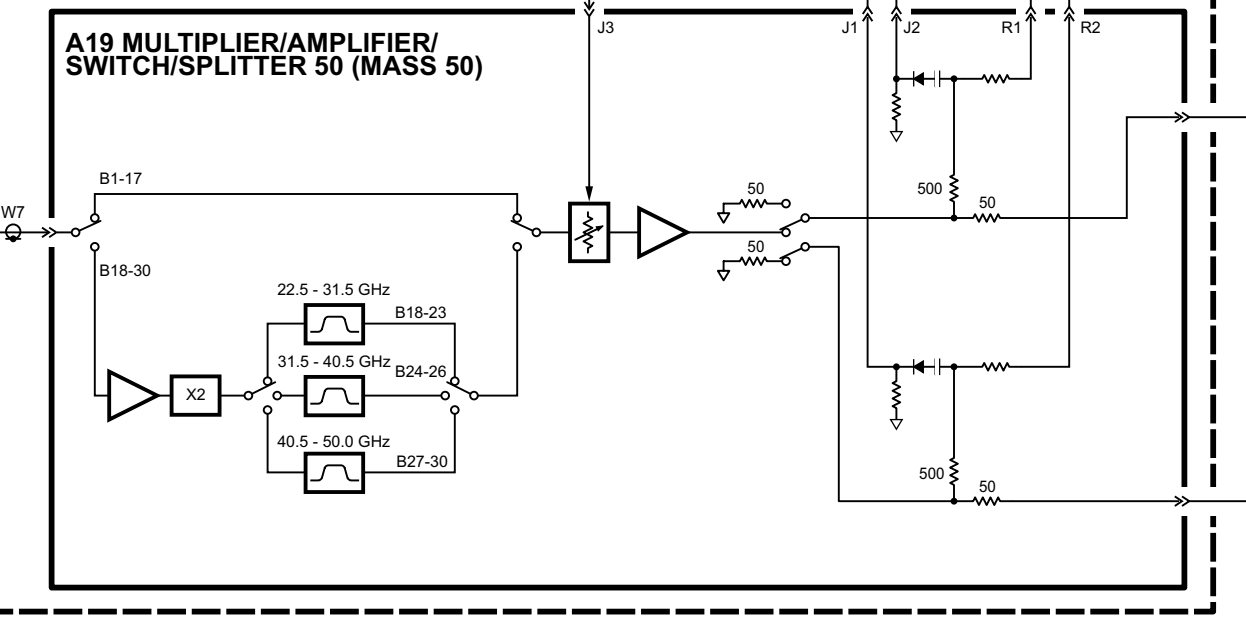 J3
J1
J2
R1
R2
A19 MULTIPLIER/AMPLIFIER/
SWITCH/SPLITTER 50 (MASS 50)
B1-17
W7
50
500
50
50
B18-30
22.5 - 31.5 GHz
B18-23
31.5 - 40.5 GHz
B24-26
X2
40.5 - 50.0 GHz
B27-30
500
50